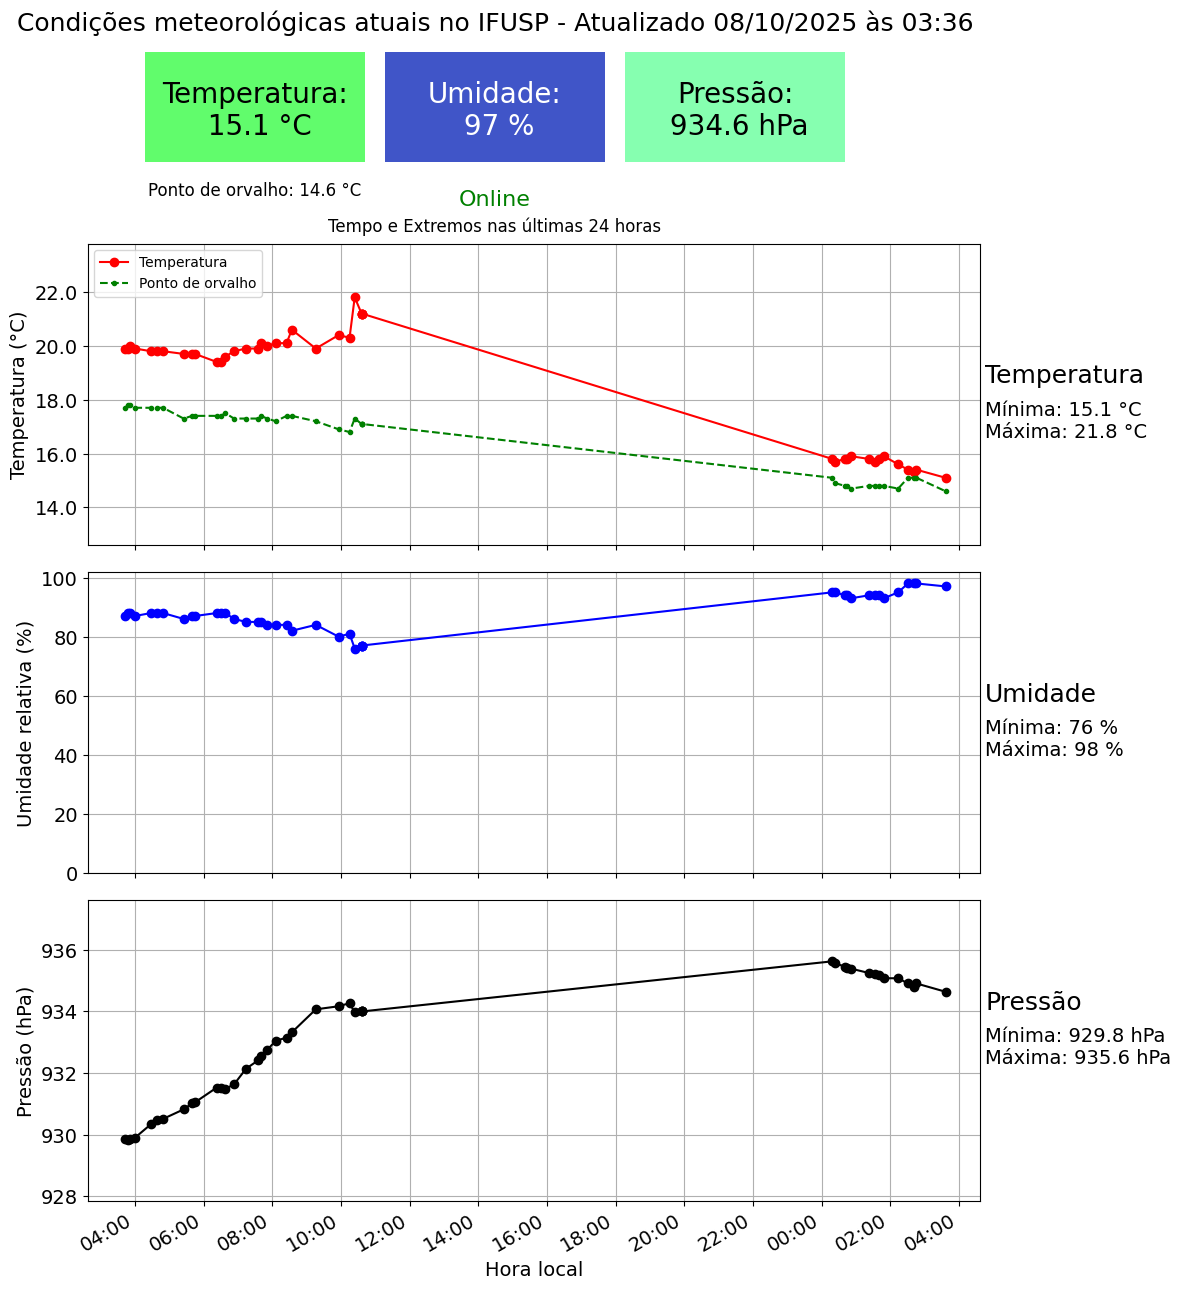 Condições meteorológicas atuais no IFUSP - Atualizado 08/10/2025 às 03:36
Temperatura:
15.1 °C
Umidade:
97 %
Pressão:
934.6 hPa
Ponto de orvalho: 14.6 °C
Online
Tempo e Extremos nas últimas 24 horas
Temperatura
Ponto de orvalho
Temperatura (°C)
22.0
20.0
18.0
16.0
14.0
Temperatura
Mínima: 15.1 °C
Máxima: 21.8 °C
Umidade relativa (%)
100
80
60
40
20
0
Umidade
Mínima: 76 %
Máxima: 98 %
Pressão (hPa)
936
934
932
930
928
Pressão
Mínima: 929.8 hPa
Máxima: 935.6 hPa
04:00
06:00
08:00
10:00
12:00
14:00
16:00
18:00
20:00
22:00
00:00
02:00
04:00
Hora local